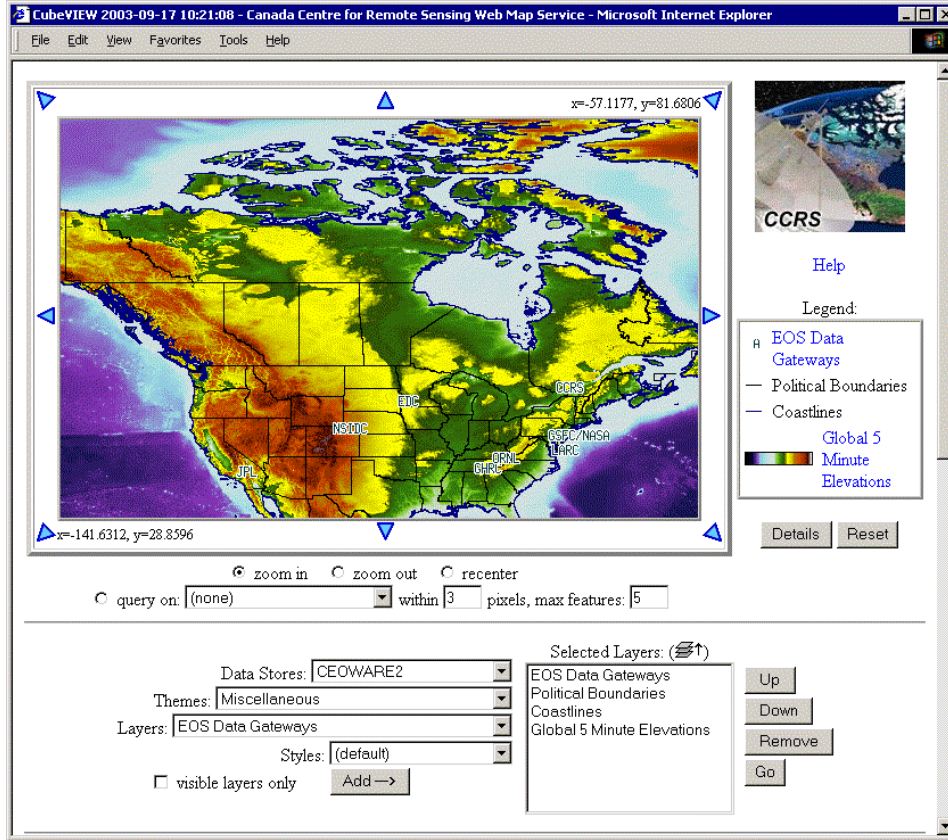 CubeVIEW 2003-09-17 10:21:08 - Canada Centre for Remote Sensing Web Map Service - Microsoft Internet Explorer
File Edit View Favorites Tools Help
x=-57.1177, y=81.6806
CCRS
Help
Legend:
A EOS Data Gateways
Political Boundaries
Coastlines
Global 5 Minute Elevations
CCRS
EDC
NSIDC
GSFC/NASA
LARC
ORNL
GHRC
JPL
x=-141.6312, y=28.8596
Details Reset
zoom in zoom out recenter
query on: (none) within 3 pixels, max features: 5
Selected Layers: ( )
Data Stores: CEOWARE2
Themes: Miscellaneous
Layers: EOS Data Gateways
Styles: (default)
visible layers only Add -->
EOS Data Gateways
Political Boundaries
Coastlines
Global 5 Minute Elevations
Up
Down
Remove
Go